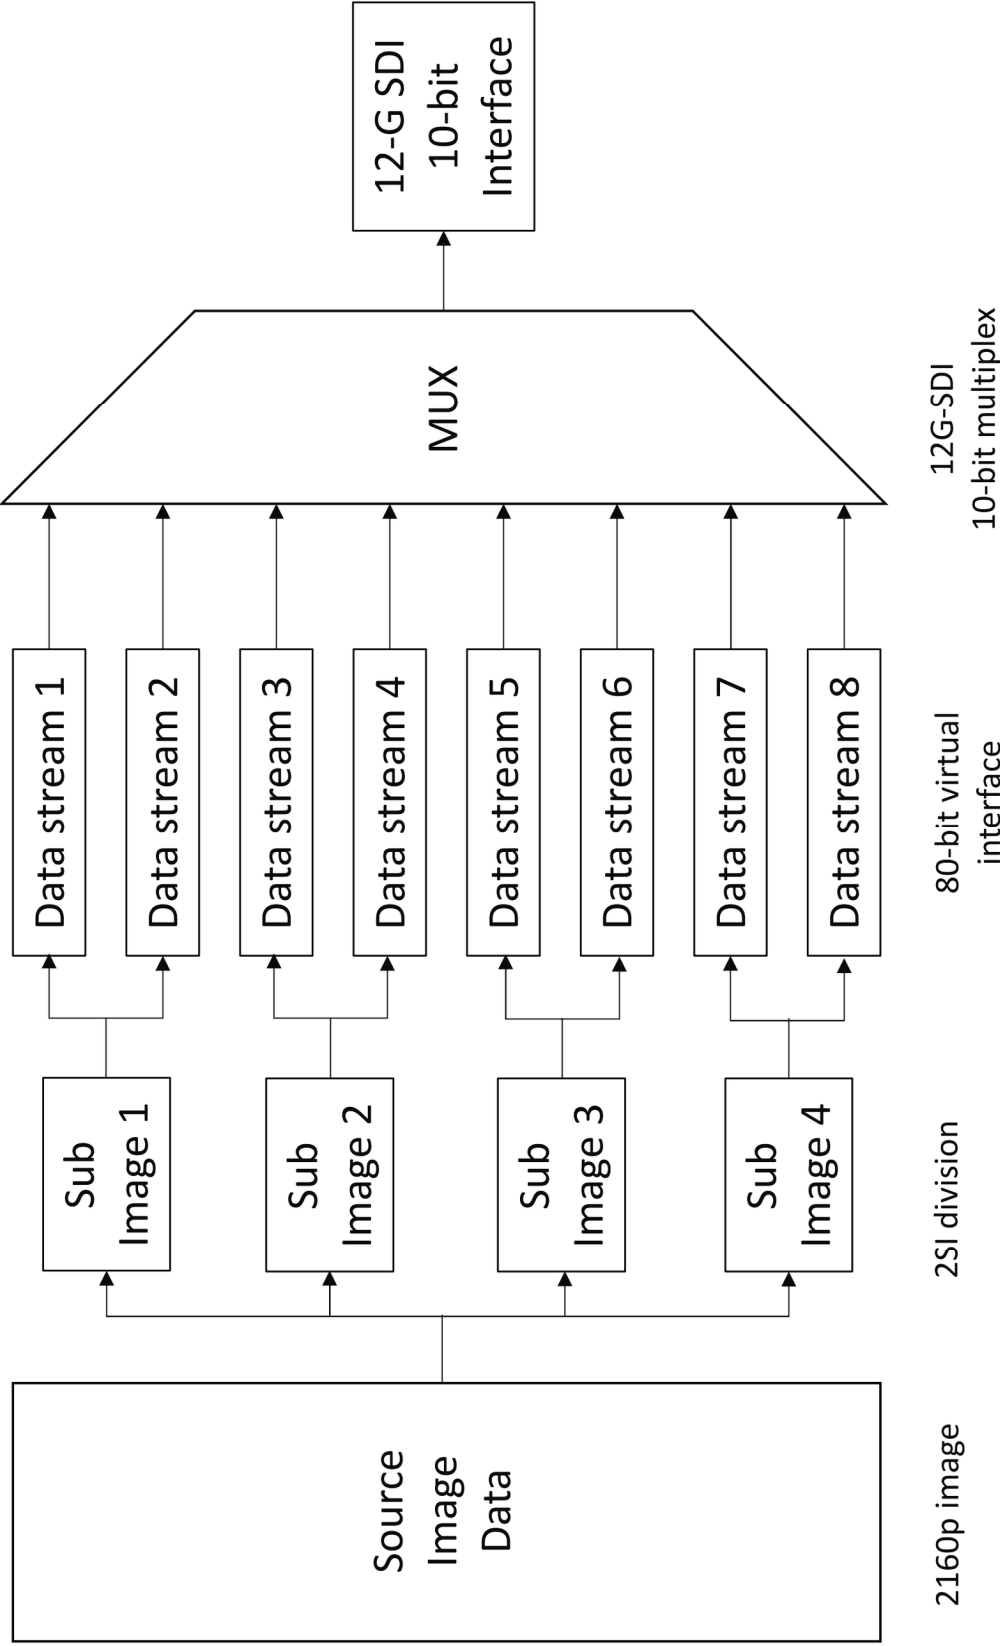 Source
Image
Data
Sub
Image 1
Sub
Image 2
Sub
Image 3
Sub
Image 4
Data stream 1
Data stream 2
Data stream 3
Data stream 4
Data stream 5
Data stream 6
Data stream 7
Data stream 8
MUX
12-G SDI
10-bit
Interface
2160p image
2SI division
80-bit virtual
interface
12G-SDI
10-bit multiplex